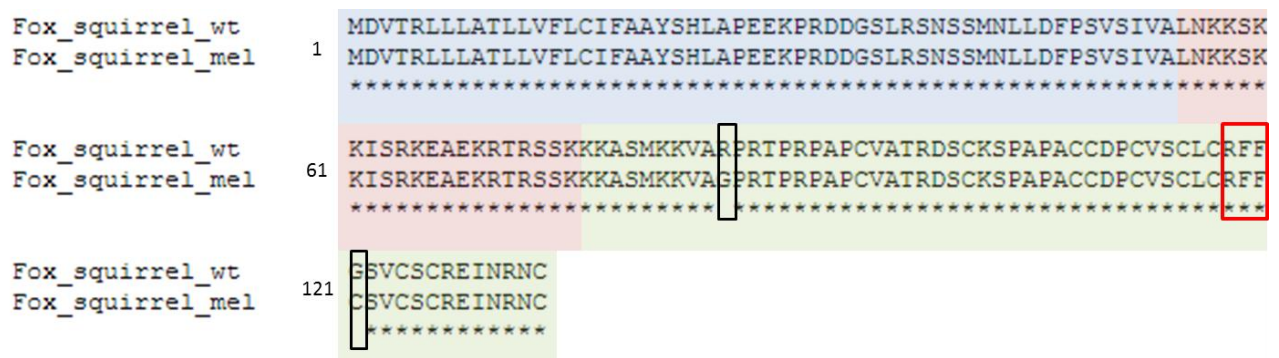 Fox_squirrel_wt MDVTRLLLATLLVFLCIFAAYSHLAPEEKPRDDGSLRSNSSMNLLDFPSVSIVALNKKSK
Fox_squirrel_mel 1 MDVTRLLLATLLVFLCIFAAYSHLAPEEKPRDDGSLRSNSSMNLLDFPSVSIVALNKKSK
************************************************************
Fox_squirrel_wt KISRKEAEKRTRSSKKKASMKKVARPRTPRPAPCVATRDSCKSPAPACCDPCVSCLCRFF
Fox_squirrel_mel 61 KISRKEAEKRTRSSKKKASMKKVAGPRTPRPAPCVATRDSCKSPAPACCDPCVSCLCRFF
************************ ***********************************
Fox_squirrel_wt GSVCSCREINRNC
Fox_squirrel_mel 121 CSVCSCREINRNC
************